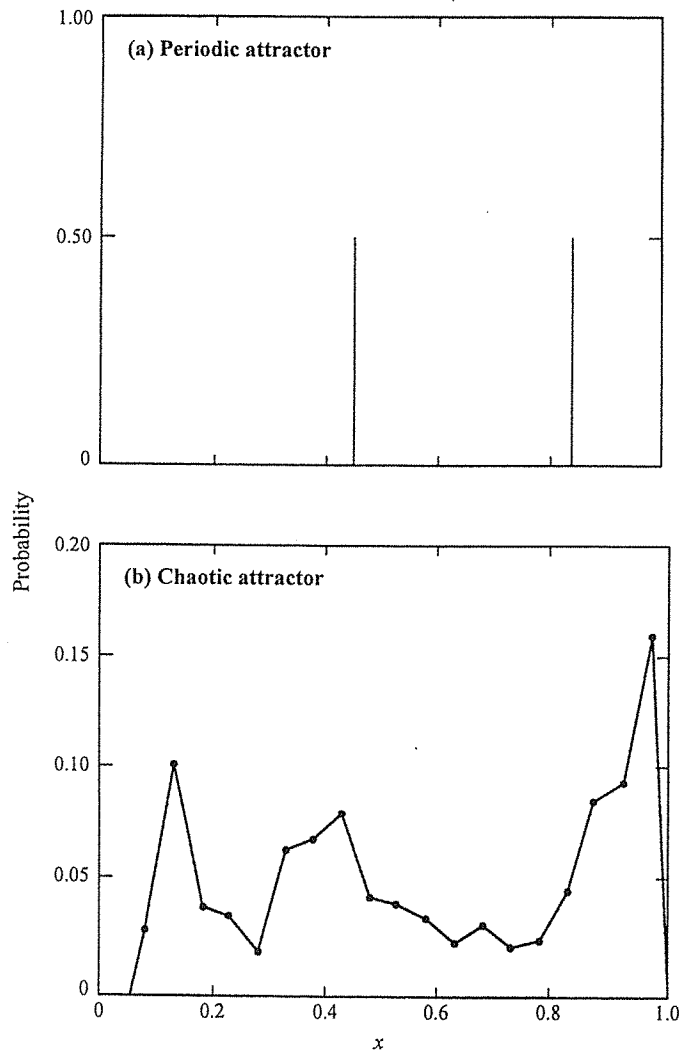 1.00
(a) Periodic attractor
0.50
0
Probability
0.20
(b) Chaotic attractor
0.15
0.10
0.05
0
0 0.2 0.4 0.6 0.8 1.0
x